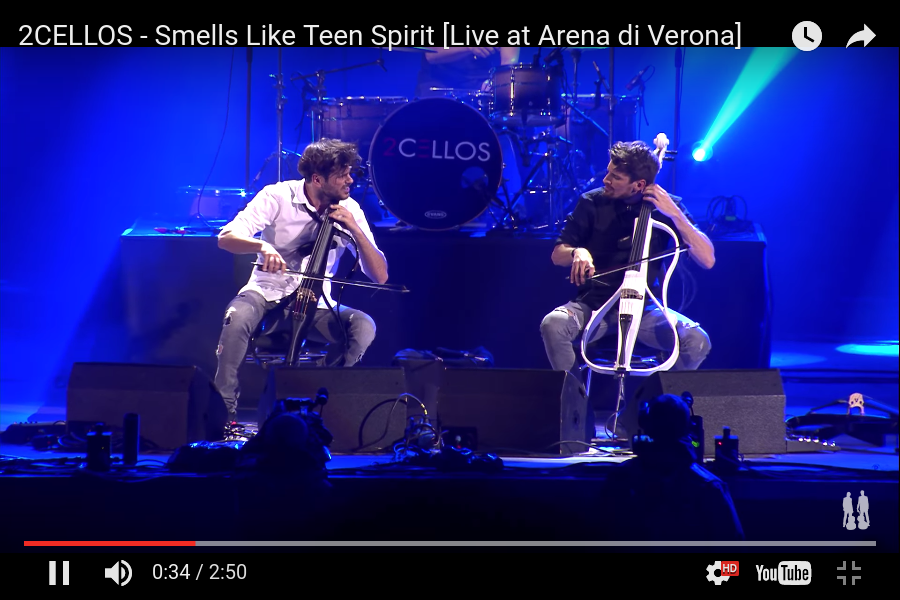 2CELLOS - Smells Like Teen Spirit [Live at Arena di Verona]
2CELLOS
0:34 / 2:50
HD
YouTube